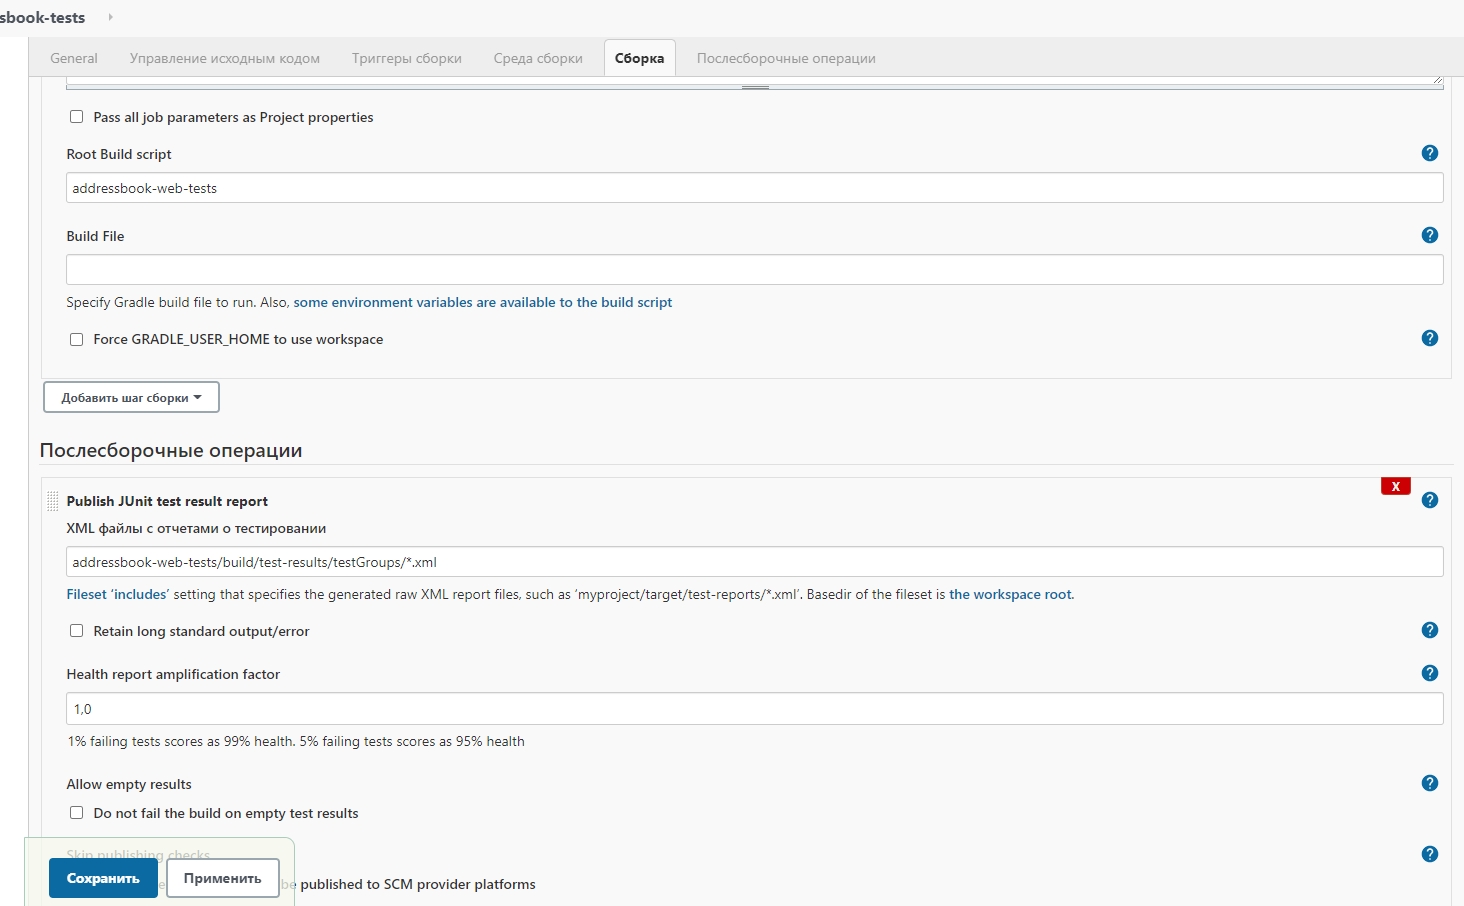 sbook-tests
General Управление исходным кодом Триггеры сборки Среда сборки Сборка Послесборочные операции
Pass all job parameters as Project properties
Root Build script
addressbook-web-tests
Build File
Specify Gradle build file to run. Also, some environment variables are available to the build script
Force GRADLE_USER_HOME to use workspace
Добавить шаг сборки
Послесборочные операции
Publish JUnit test result report
X
XML файлы с отчетами о тестировании
addressbook-web-tests/build/test-results/testGroups/*.xml
Fileset ‘includes’ setting that specifies the generated raw XML report files, such as ‘myproject/target/test-reports/*.xml’. Basedir of the fileset is the workspace root.
Retain long standard output/error
Health report amplification factor
1,0
1% failing tests scores as 99% health. 5% failing tests scores as 95% health
Allow empty results
Do not fail the build on empty test results
Skip publishing checks
be published to SCM provider platforms
Сохранить Применить